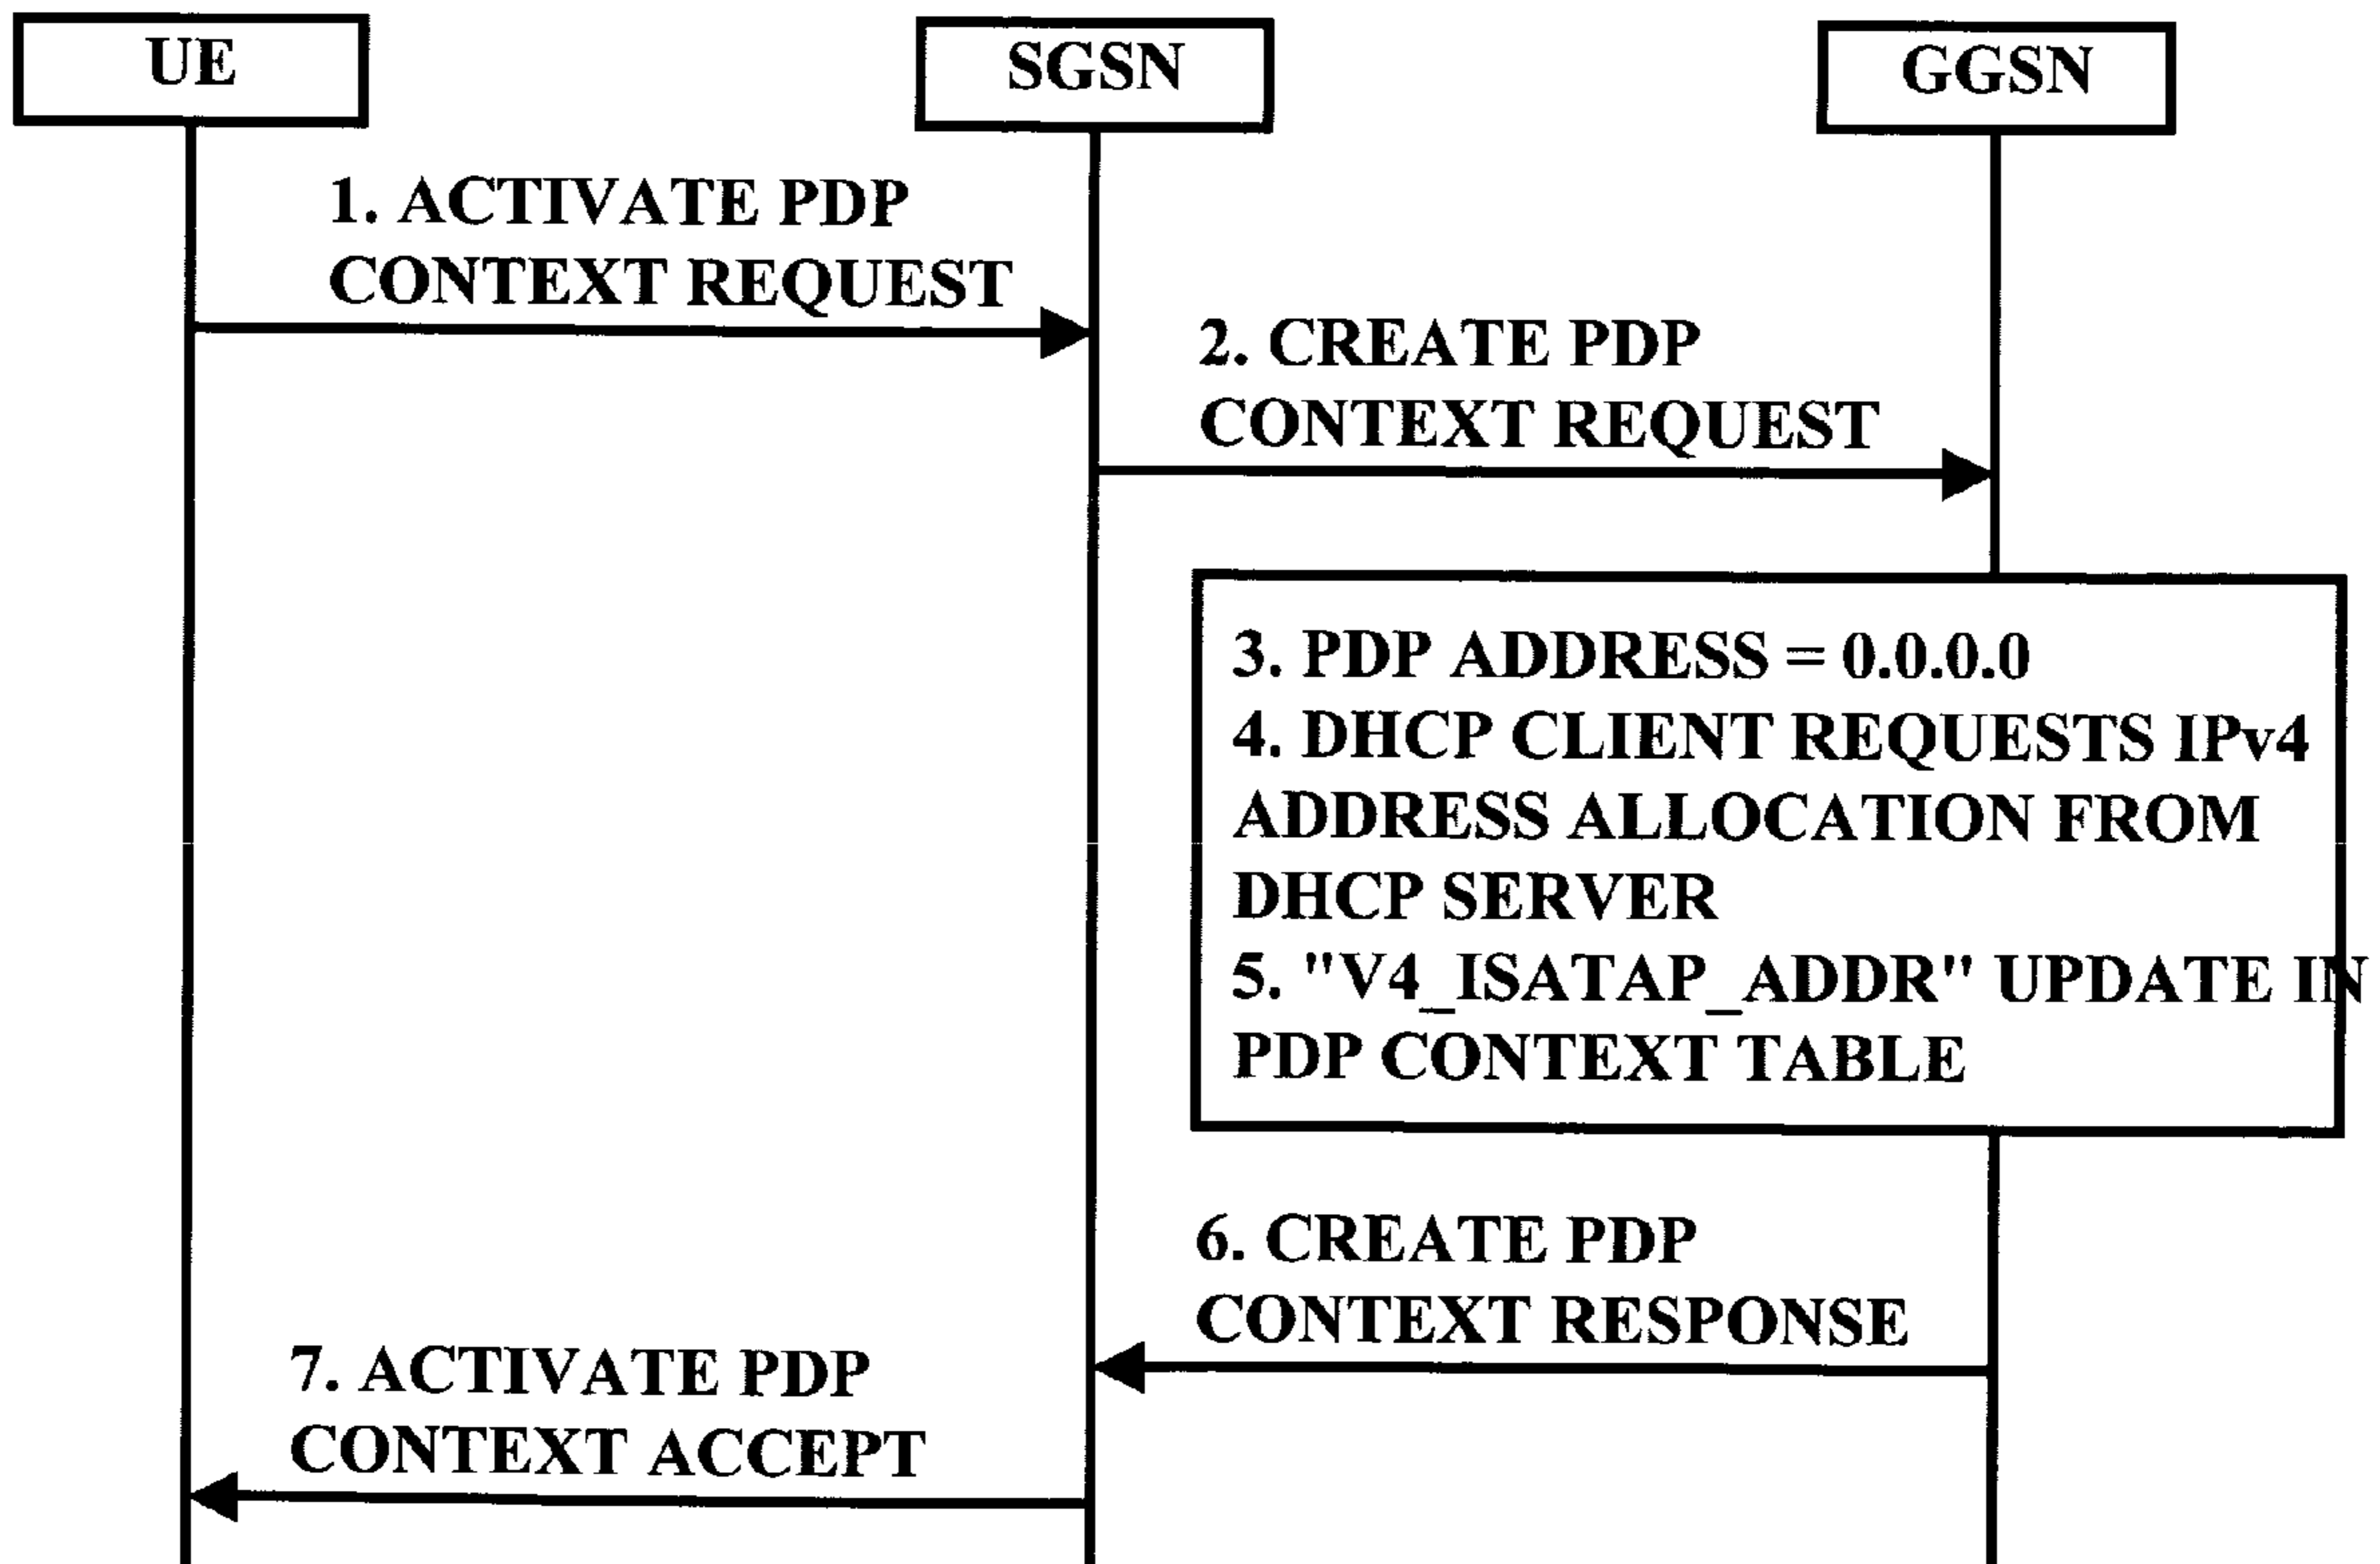 UE
SGSN
GGSN
1. ACTIVATE PDP
CONTEXT REQUEST
2. CREATE PDP
CONTEXT REQUEST
3. PDP ADDRESS = 0.0.0.0
4. DHCP CLIENT REQUESTS IPv4
ADDRESS ALLOCATION FROM
DHCP SERVER
5. "V4_ISATAP_ADDR" UPDATE IN
PDP CONTEXT TABLE
6. CREATE PDP
CONTEXT RESPONSE
7. ACTIVATE PDP
CONTEXT ACCEPT